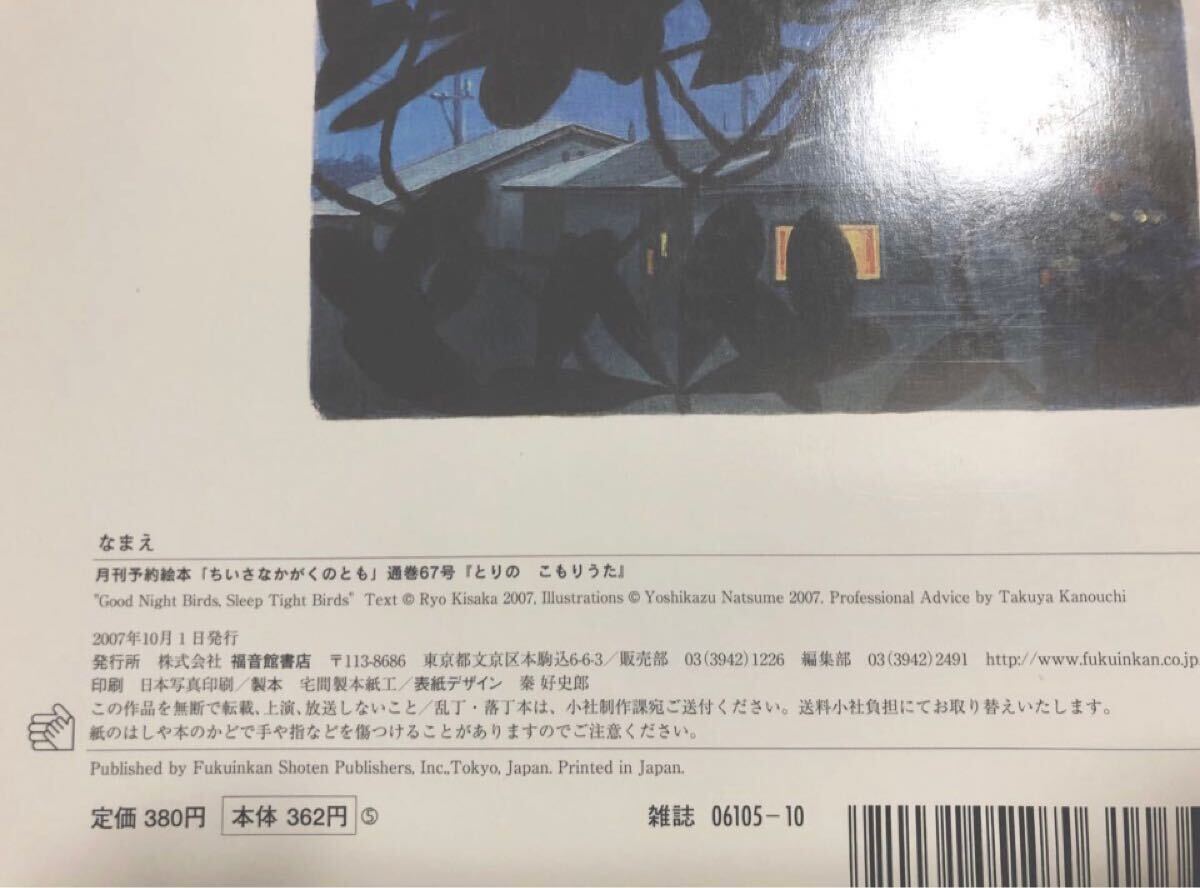 なまえ
月刊予約絵本「ちいさなかがくのとも」通巻67号『とりの　こもりうた』
"Good Night Birds, Sleep Tight Birds" Text © Ryo Kisaka 2007, Illustrations © Yoshikazu Natsume 2007. Professional Advice by Takuya Kanouchi
2007年10月1日発行
発行所　株式会社 福音館書店　〒113-8686　東京都文京区本駒込6-6-3／販売部　03(3942)1226　編集部　03(3942)2491　http://www.fukuinkan.co.jp
印刷　日本写真印刷／製本　宅間製本紙工／表紙デザイン　秦 好史郎
この作品を無断で転載、上演、放送しないこと／乱丁・落丁本は、小社制作課宛ご送付ください。送料小社負担にてお取り替えいたします。
紙のはしや本のかどで手や指などを傷つけることがありますのでご注意ください。
Published by Fukuinkan Shoten Publishers, Inc.,Tokyo, Japan. Printed in Japan.
定価 380円　本体 362円 ⑤　雑誌 06105-10